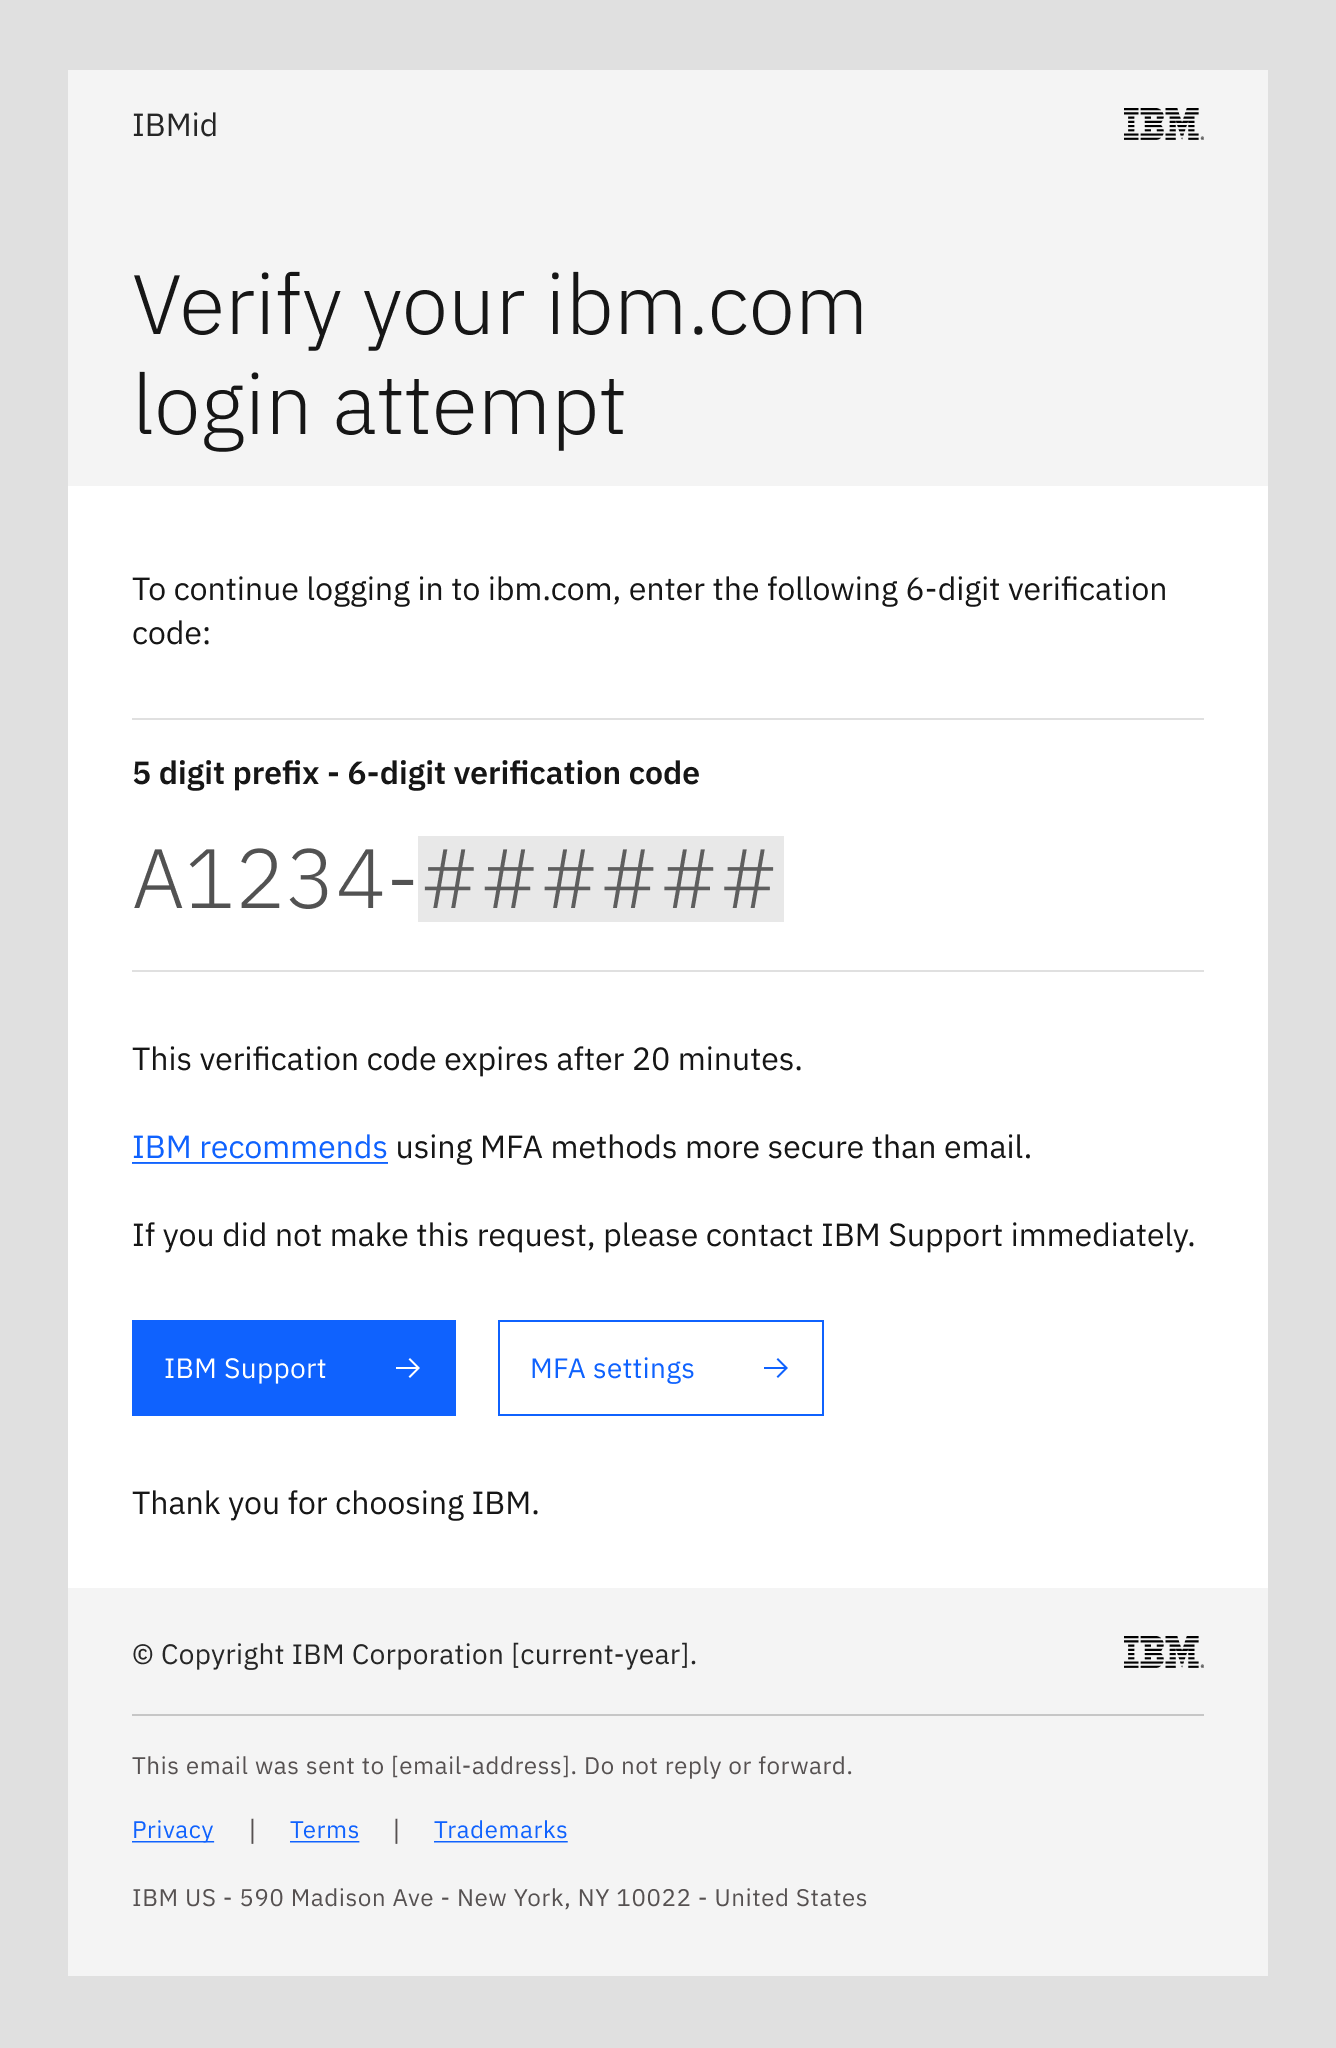 IBMid
IBM
Verify your ibm.com
login attempt
To continue logging in to ibm.com, enter the following 6-digit verification
code:
5 digit prefix - 6-digit verification code
A1234-######
This verification code expires after 20 minutes.
IBM recommends using MFA methods more secure than email.
If you did not make this request, please contact IBM Support immediately.
IBM Support →
MFA settings →
Thank you for choosing IBM.
© Copyright IBM Corporation [current-year].
IBM
This email was sent to [email-address]. Do not reply or forward.
Privacy | Terms | Trademarks
IBM US - 590 Madison Ave - New York, NY 10022 - United States